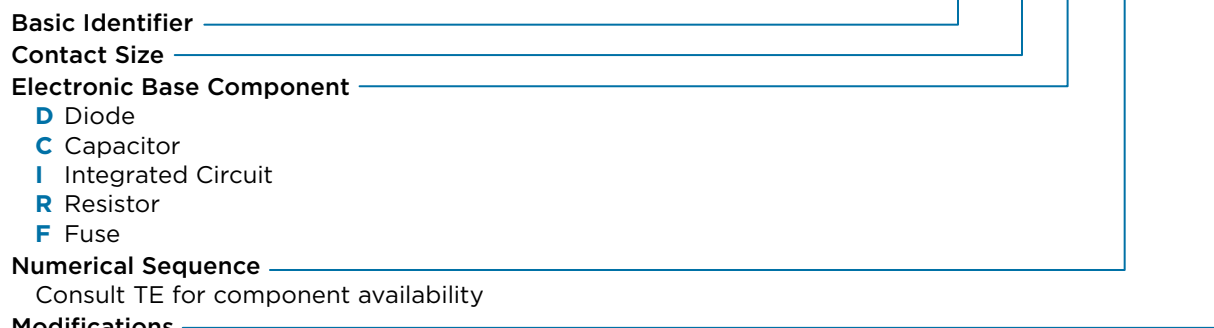 Basic Identifier
Contact Size
Electronic Base Component
D Diode
C Capacitor
I Integrated Circuit
R Resistor
F Fuse
Numerical Sequence
Consult TE for component availability
Modifications